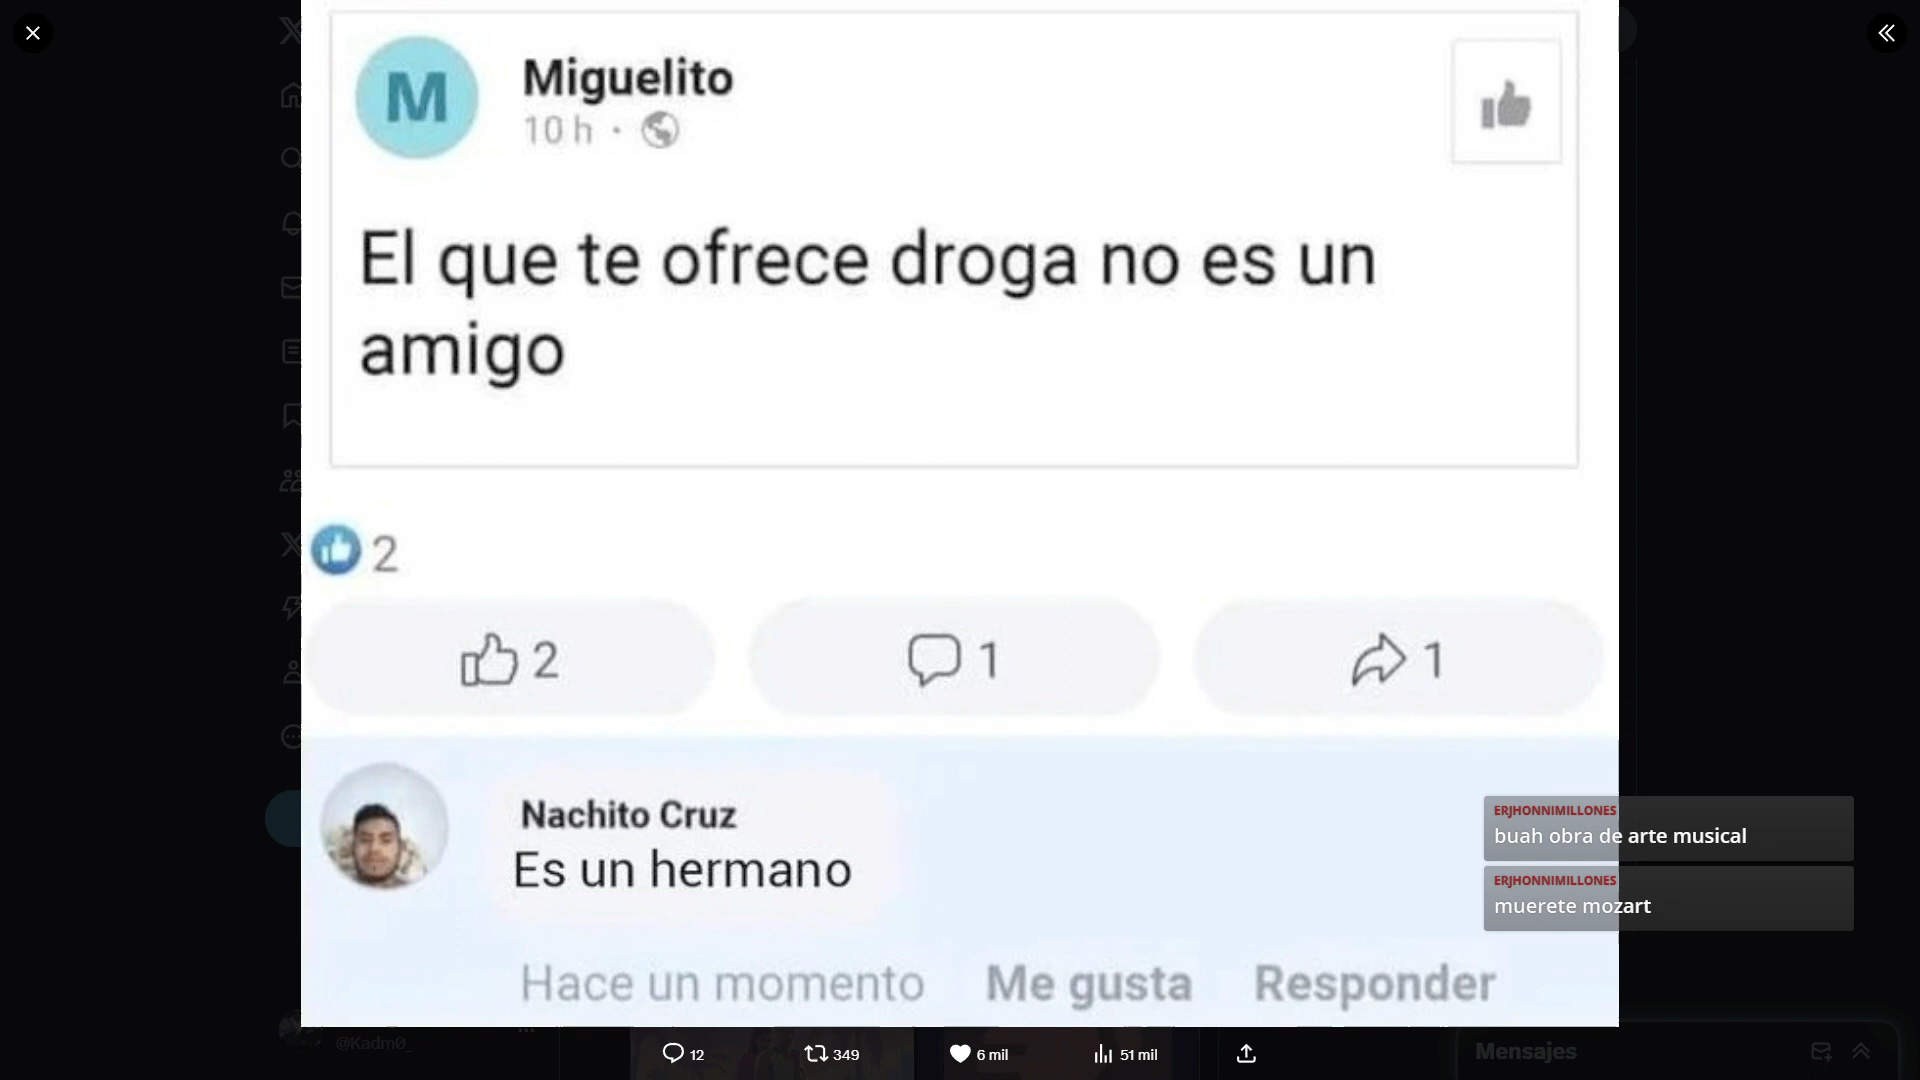 M
Miguelito
10 h ·
El que te ofrece droga no es un
amigo
2
2
1
1
Nachito Cruz
Es un hermano
Hace un momento Me gusta Responder
ERJHONNIMILLONES
buah obra de arte musical
ERJHONNIMILLONES
muerete mozart
@Kadm0_
12
349
6 mil
51 mil
Mensajes